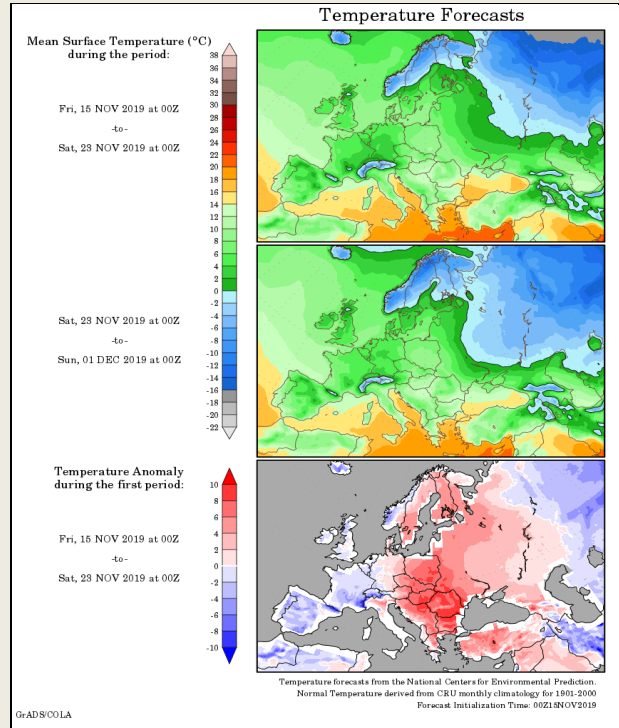 Temperature Forecasts
Mean Surface Temperature (°C)
during the period:
Fri, 15 NOV 2019 at 00Z
-to-
Sat, 23 NOV 2019 at 00Z
38
36
34
32
30
28
26
24
22
20
18
16
14
12
10
8
6
4
2
0
-2
-4
-6
-8
-10
-12
-14
-16
-20
-22
Sat, 23 NOV 2019 at 00Z
-to-
Sun, 01 DEC 2019 at 00Z
Temperature Anomaly
during the first period:
Fri, 15 NOV 2019 at 00Z
-to-
Sat, 23 NOV 2019 at 00Z
10
8
6
4
2
0
-2
-4
-6
-8
-10
Temperature forecasts from the National Centers for Environmental Prediction.
Normal Temperature derived from CRU monthly climatology for 1901-2000
Forecast Initialization Time: 00Z15NOV2019
GrADS/COLA